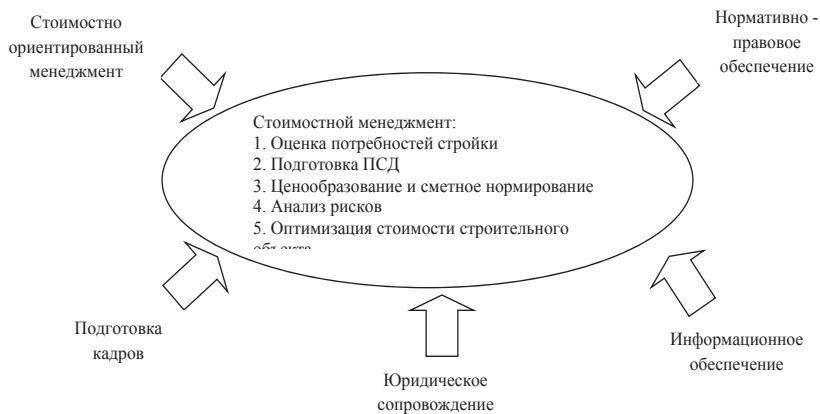 Стоимостно
ориентированный
менеджмент
Нормативно -
правовое
обеспечение
Стоимостной менеджмент:
1. Оценка потребностей стройки
2. Подготовка ПСД
3. Ценообразование и сметное нормирование
4. Анализ рисков
5. Оптимизация стоимости строительного
объекта
Подготовка
кадров
Юридическое
сопровождение
Информационное
обеспечение